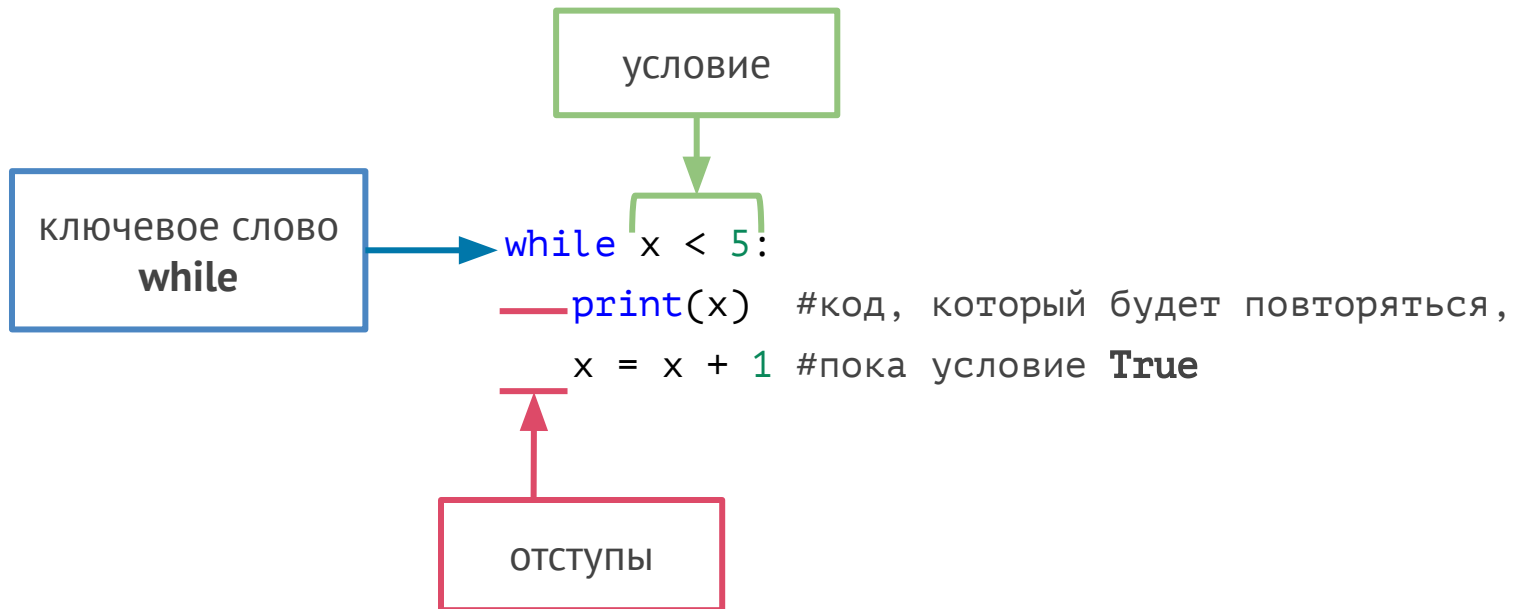 условие
ключевое слово
while
while x < 5:
print(x) #код, который будет повторяться,
x = x + 1 #пока условие True
отступы